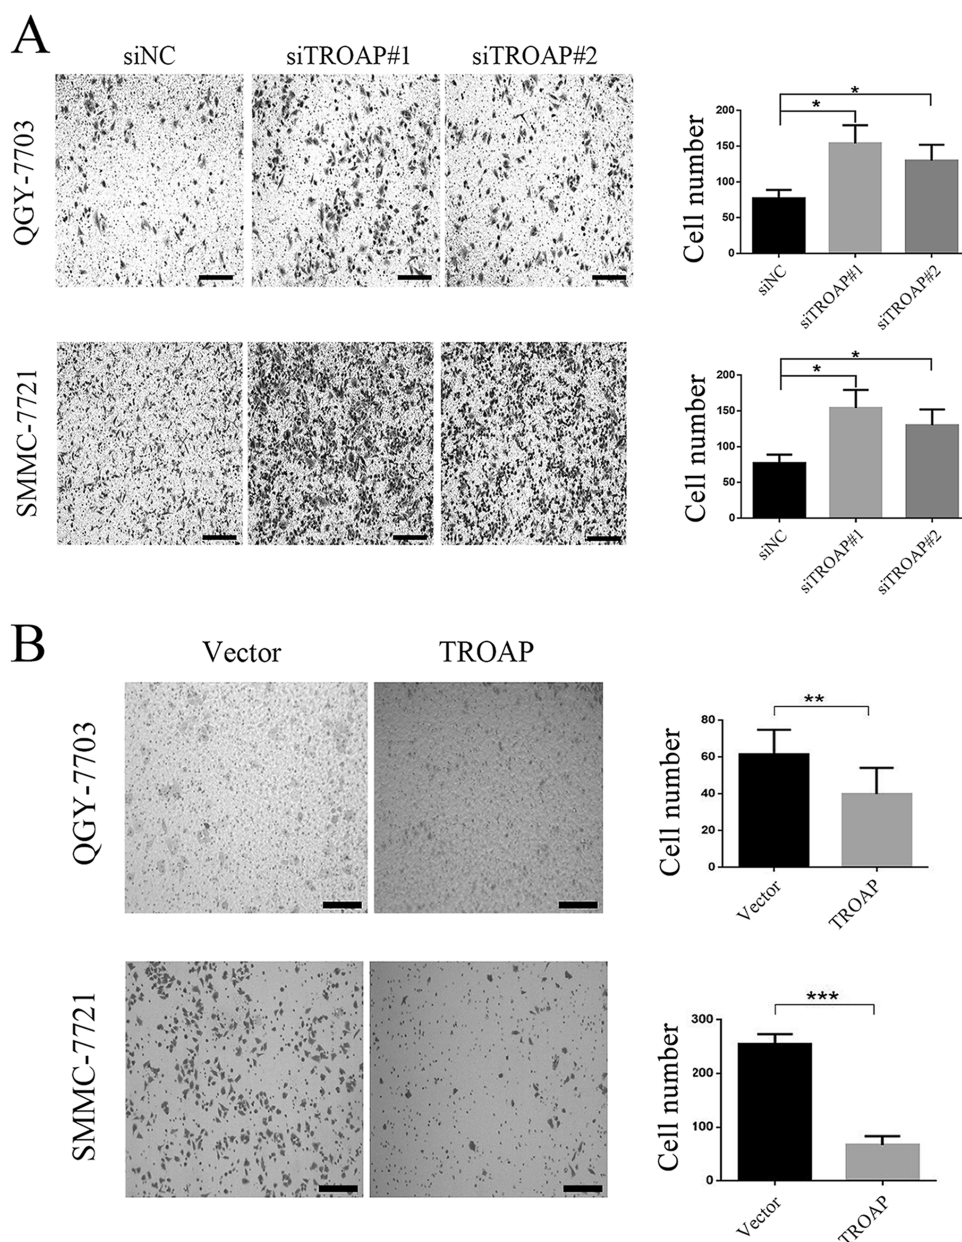 A
siNC siTROAP#1 siTROAP#2
QGY-7703
Cell number
200
150
100
50
0
* *
siNC siTROAP#1 siTROAP#2
SMMC-7721
Cell number
200
150
100
50
0
* *
siNC siTROAP#1 siTROAP#2
B
Vector TROAP
QGY-7703
Cell number
80
60
40
20
0
**
Vector TROAP
SMMC-7721
Cell number
300
200
100
0
***
Vector TROAP